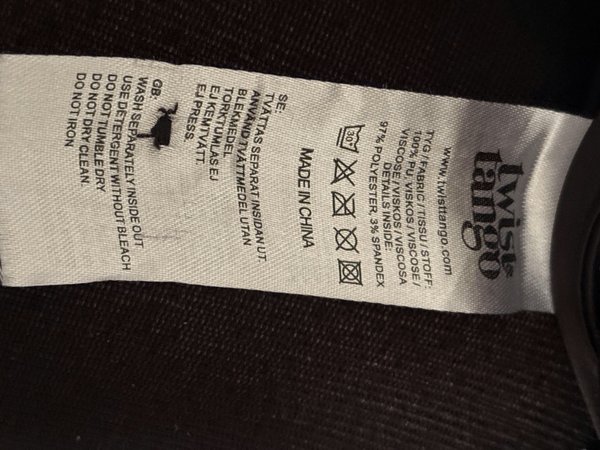 twist & tango
www.twisttango.com
TYG / FABRIC / TISSU / STOFF:
100% PU, VISKOS / VISCOSE /
VISCOSE / VISKOS / VISCOSA
DETAILS INSIDE:
97% POLYESTER, 3% SPANDEX
30°
MADE IN CHINA
SE:
TVÄTTAS SEPARAT INSIDAN UT.
ANVÄND TVÄTTMEDEL UTAN
BLEKMEDEL
TORKTUMLAS EJ
EJ KEMTVÄTT.
EJ PRESS.
GB:
WASH SEPARATELY INSIDE OUT.
USE DETERGENT WITHOUT BLEACH
DO NOT TUMBLE DRY
DO NOT DRY CLEAN.
DO NOT IRON